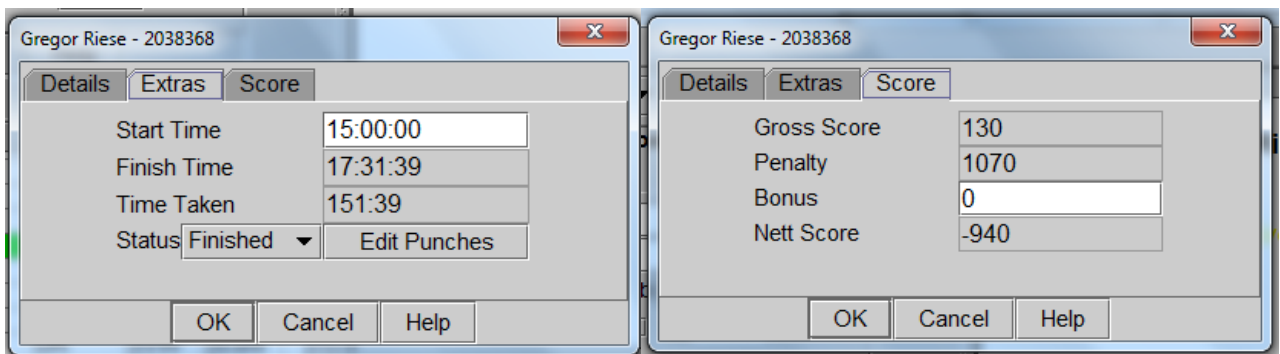 Gregor Riese - 2038368
Details Extras Score
Start Time 15:00:00
Finish Time 17:31:39
Time Taken 151:39
Status Finished Edit Punches
OK Cancel Help
Gregor Riese - 2038368
Details Extras Score
Gross Score 130
Penalty 1070
Bonus 0
Nett Score -940
OK Cancel Help